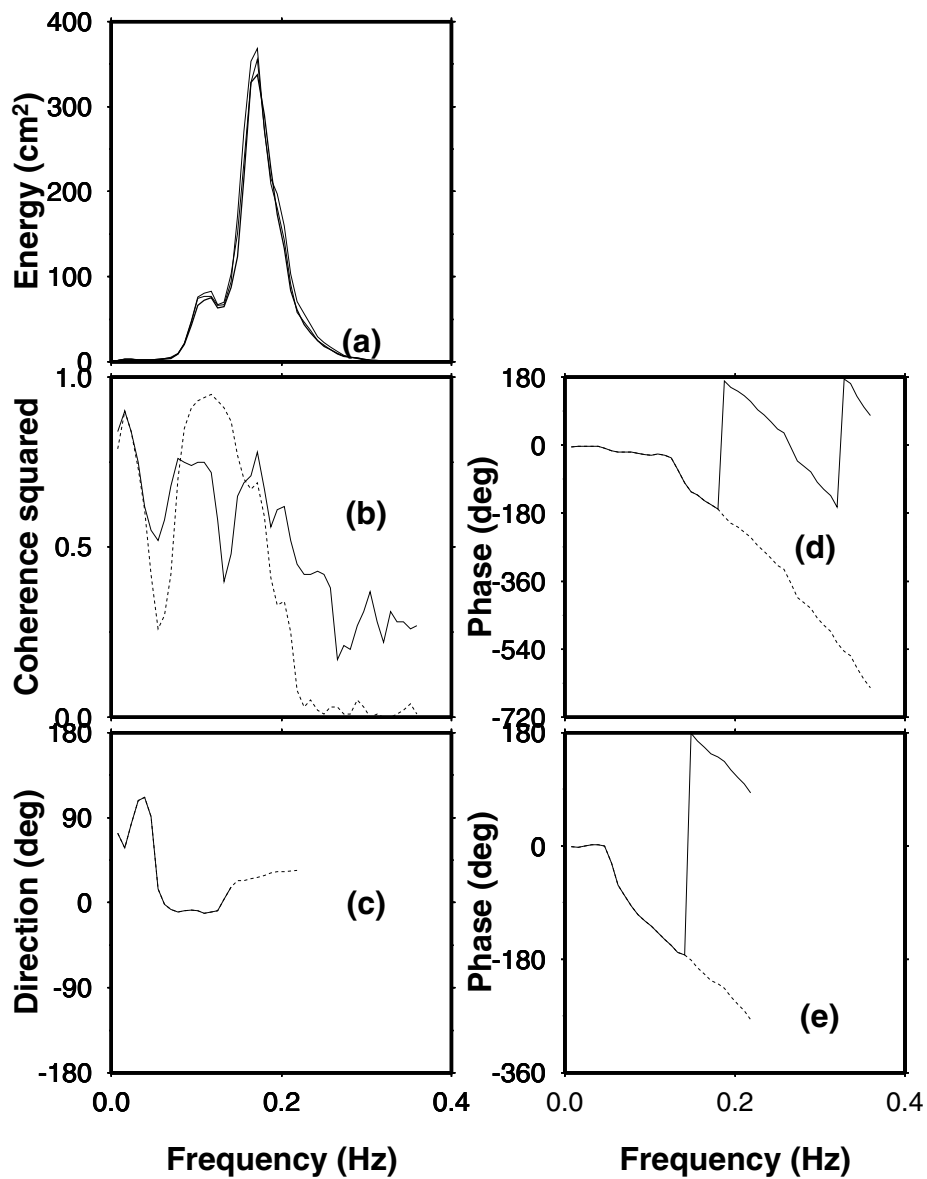 400
300
200
100
0
Energy (cm2)
(a)
1.0
0.5
0.0
Coherence squared
(b)
180
0
-180
-360
-540
-720
Phase (deg)
(d)
180
90
0
-90
-180
Direction (deg)
(c)
0.0
0.2
0.4
Frequency (Hz)
180
0
-180
-360
Phase (deg)
(e)
0.0
0.2
0.4
Frequency (Hz)